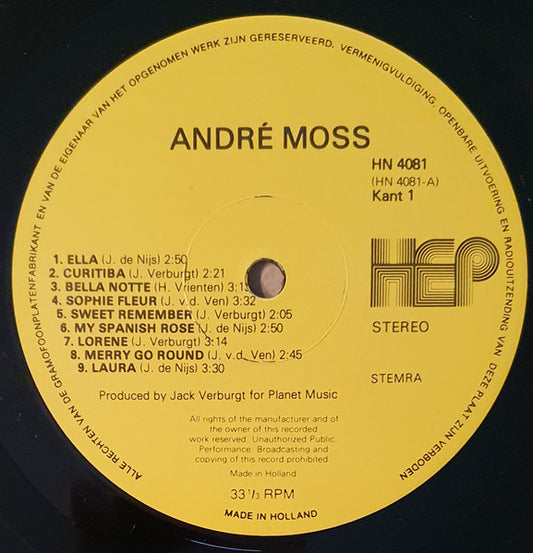 ALLE RECHTEN VAN DE GRAMOFOONPLATENFABRIKANT EN VAN DE EIGENAAR VAN HET OPGENOMEN WERK ZIJN GERESERVEERD. VERMENIGVULDIGING, OPENBARE UITVOERING EN RADIOUITZENDING VAN DEZE PLAAT ZIJN VERBODEN
ANDRÉ MOSS
HN 4081
(HN 4081-A)
Kant 1
HEP
STEREO
STEMRA
1. ELLA (J. de Nijs) 2:50
2. CURITIBA (J. Verburgt) 2:21
3. BELLA NOTTE (H. Vrienten) 3:13
4. SOPHIE FLEUR (J. v.d. Ven) 3:32
5. SWEET REMEMBER (J. Verburgt) 2:05
6. MY SPANISH ROSE (J. de Nijs) 2:50
7. LORENE (J. Verburgt) 3:14
8. MERRY GO ROUND (J. v.d. Ven) 2:45
9. LAURA (J. de Nijs) 3:30
Produced by Jack Verburgt for Planet Music
All rights of the manufacturer and of
the owner of this recorded
work reserved. Unauthorized Public.
Performance. Broadcasting and
copying of this record prohibited.
Made in Holland
33 1/3 RPM
MADE IN HOLLAND